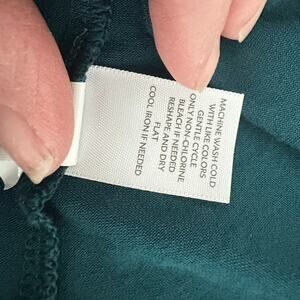 MACHINE WASH COLD
WITH LIKE COLORS
GENTLE CYCLE
ONLY NON-CHLORINE
BLEACH IF NEEDED
RESHAPE AND DRY
FLAT
COOL IRON IF NEEDED